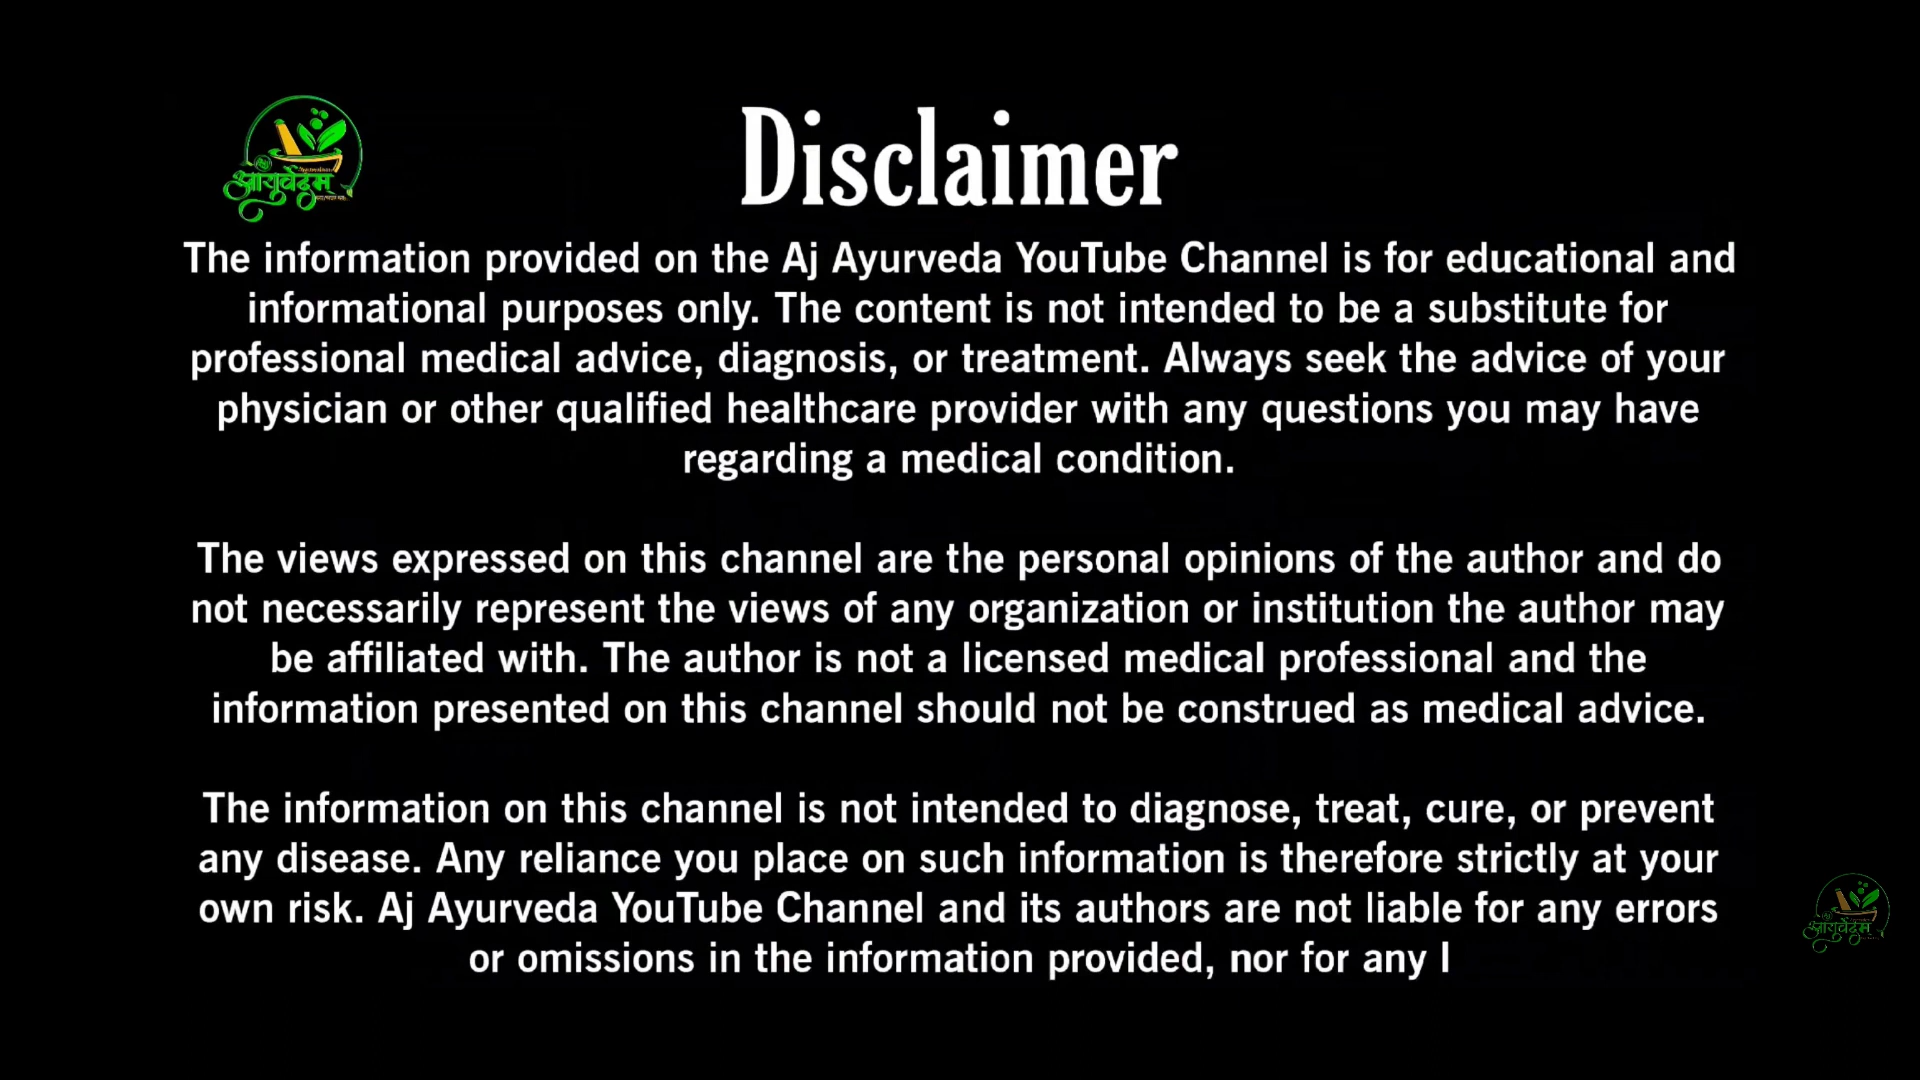 Disclaimer
आयुर्वेदम्
The information provided on the Aj Ayurveda YouTube Channel is for educational and
informational purposes only. The content is not intended to be a substitute for
professional medical advice, diagnosis, or treatment. Always seek the advice of your
physician or other qualified healthcare provider with any questions you may have
regarding a medical condition.
The views expressed on this channel are the personal opinions of the author and do
not necessarily represent the views of any organization or institution the author may
be affiliated with. The author is not a licensed medical professional and the
information presented on this channel should not be construed as medical advice.
The information on this channel is not intended to diagnose, treat, cure, or prevent
any disease. Any reliance you place on such information is therefore strictly at your
own risk. Aj Ayurveda YouTube Channel and its authors are not liable for any errors
or omissions in the information provided, nor for any l
आयुर्वेदम्